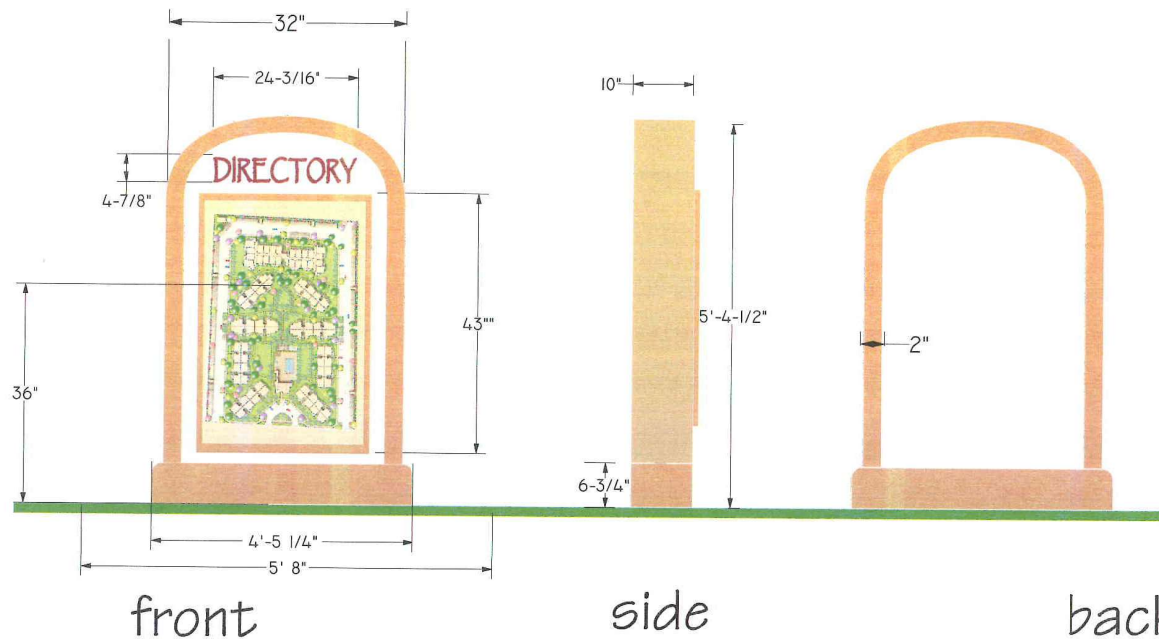 32"
24-3/16"
10"
DIRECTORY
4-7/8"
5'-4-1/2"
43""
2"
36"
6-3/4"
4'-5 1/4"
5' 8"
front
side
back